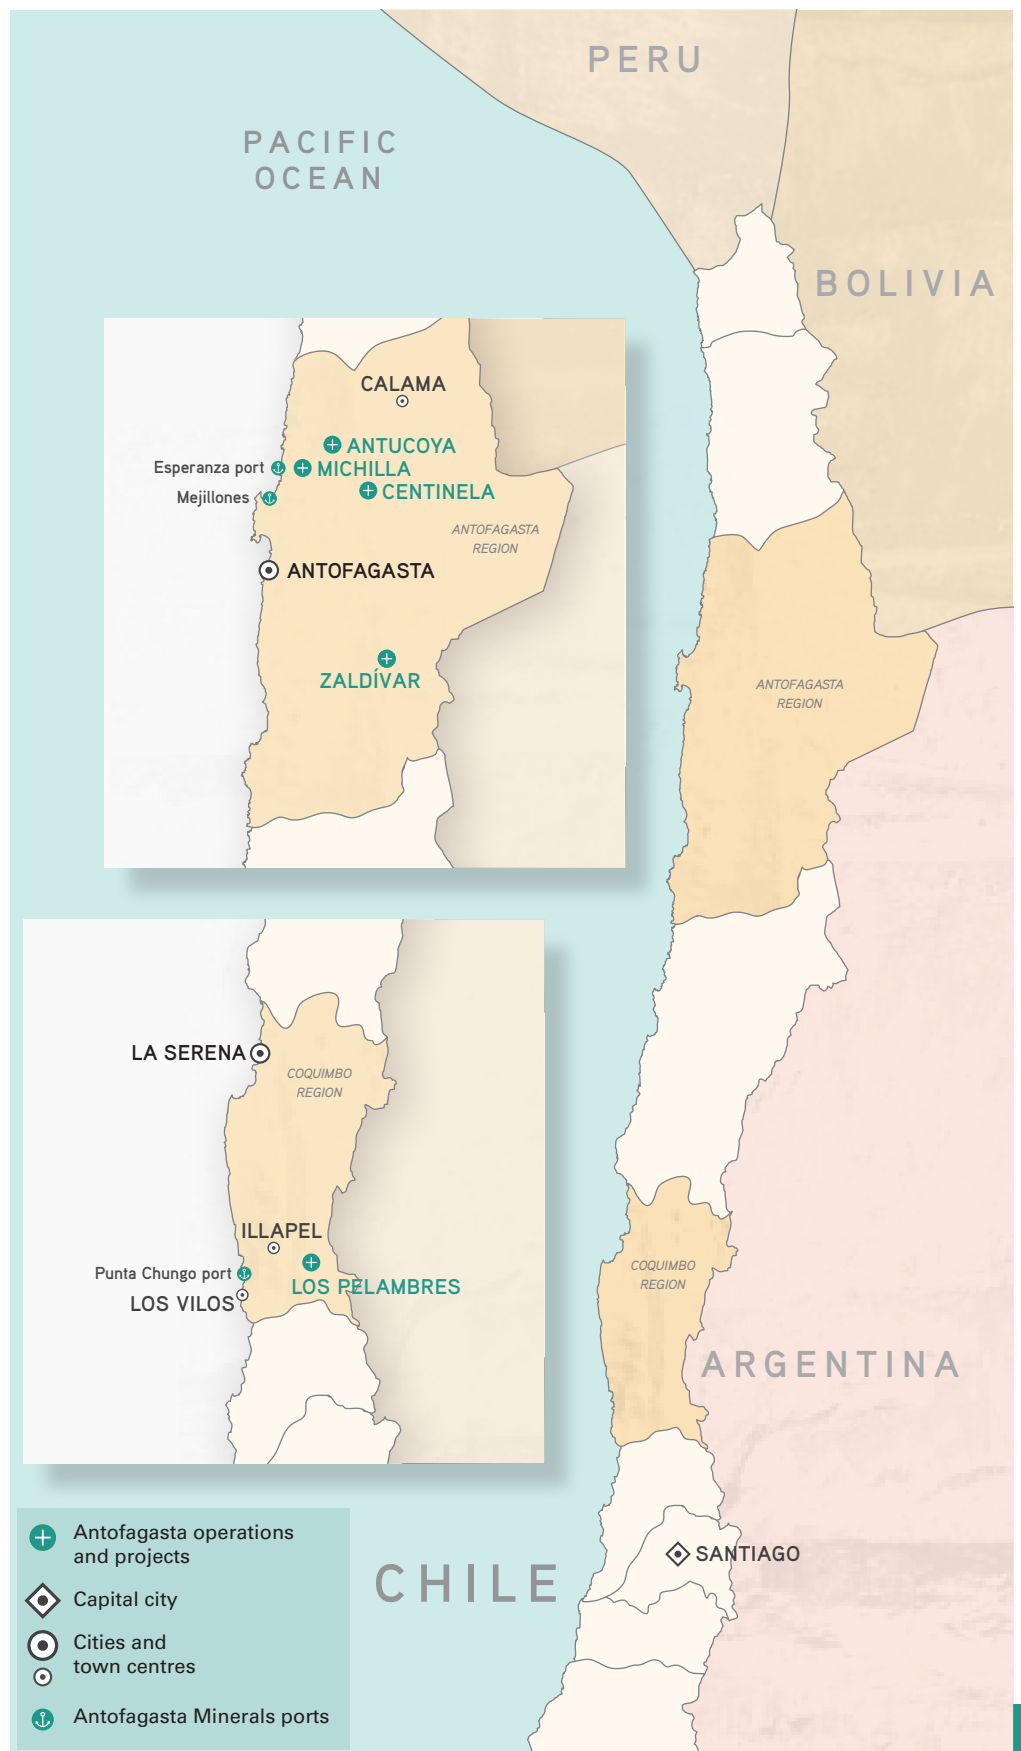 PERU
PACIFIC
OCEAN
BOLIVIA
CALAMA
ANTUCOYA
Esperanza port
MICHILLA
Mejillones
CENTINELA
ANTOFAGASTA
REGION
ANTOFAGASTA
ZALDÍVAR
ANTOFAGASTA
REGION
LA SERENA
COQUIMBO
REGION
ILLAPEL
Punta Chungo port
LOS PELAMBRES
LOS VILOS
COQUIMBO
REGION
ARGENTINA
SANTIAGO
CHILE
Antofagasta operations
and projects
Capital city
Cities and
town centres
Antofagasta Minerals ports